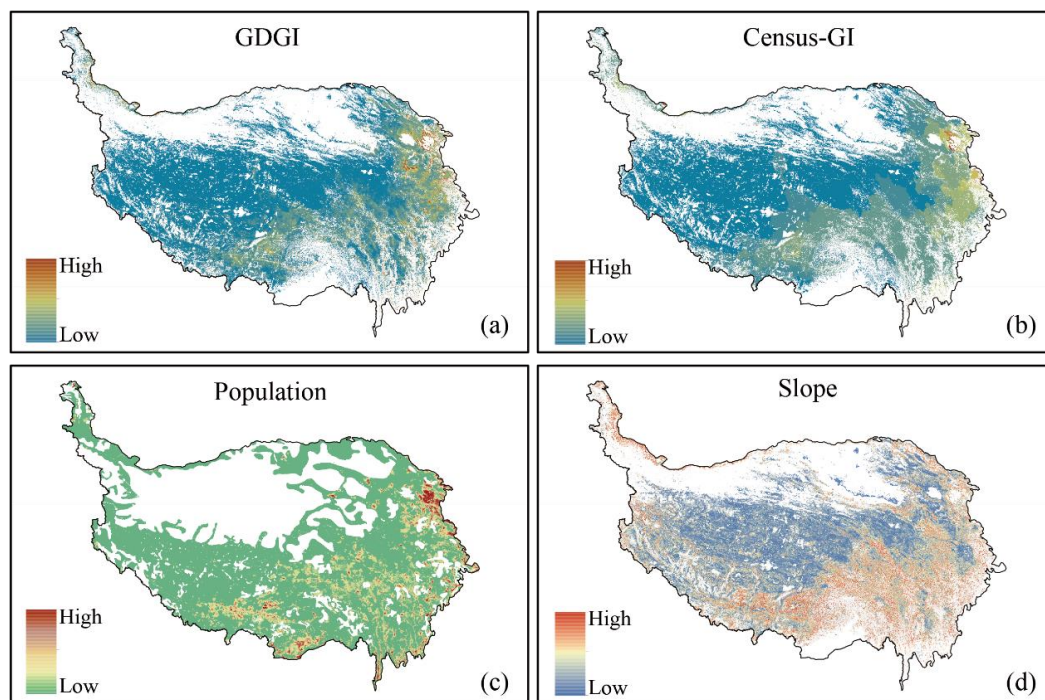 GDGI
High
Low
(a)
Census-GI
High
Low
(b)
Population
High
Low
(c)
Slope
High
Low
(d)